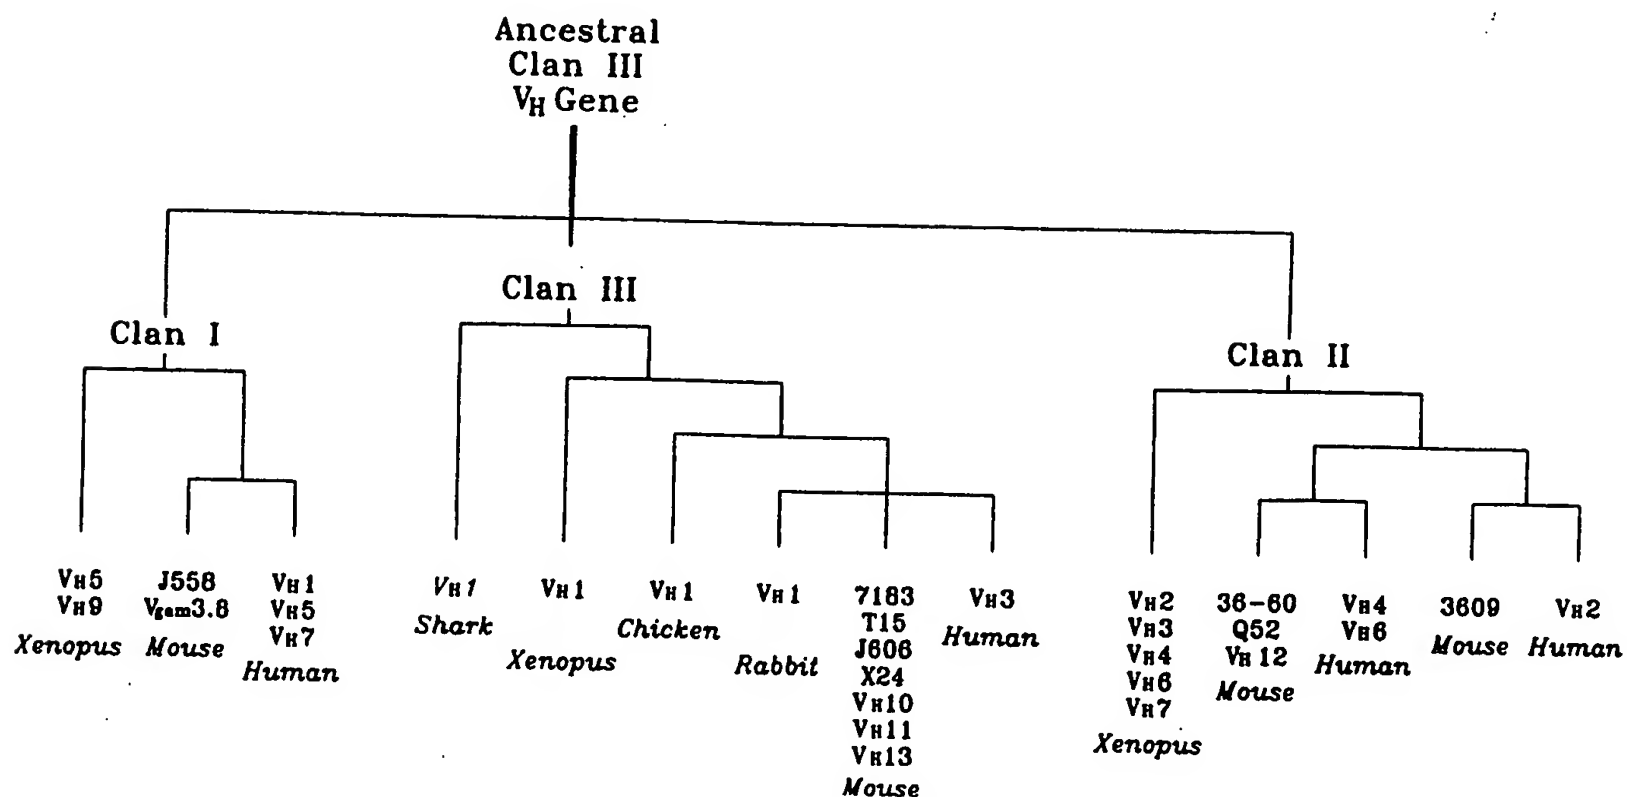 Ancestral
Clan III
VH Gene
Clan III
Clan I
Clan II
VH5
VH9
Xenopus
J558
Vgam3.8
Mouse
VH1
VH5
VH7
Human
VH1
Shark
VH1
Xenopus
VH1
Chicken
VH1
Rabbit
7183
T15
J606
X24
VH10
VH11
VH13
Mouse
VH3
Human
VH2
VH3
VH4
VH6
VH7
Xenopus
36-60
Q52
VH12
Mouse
VH4
VH6
Human
3609
Mouse
VH2
Human